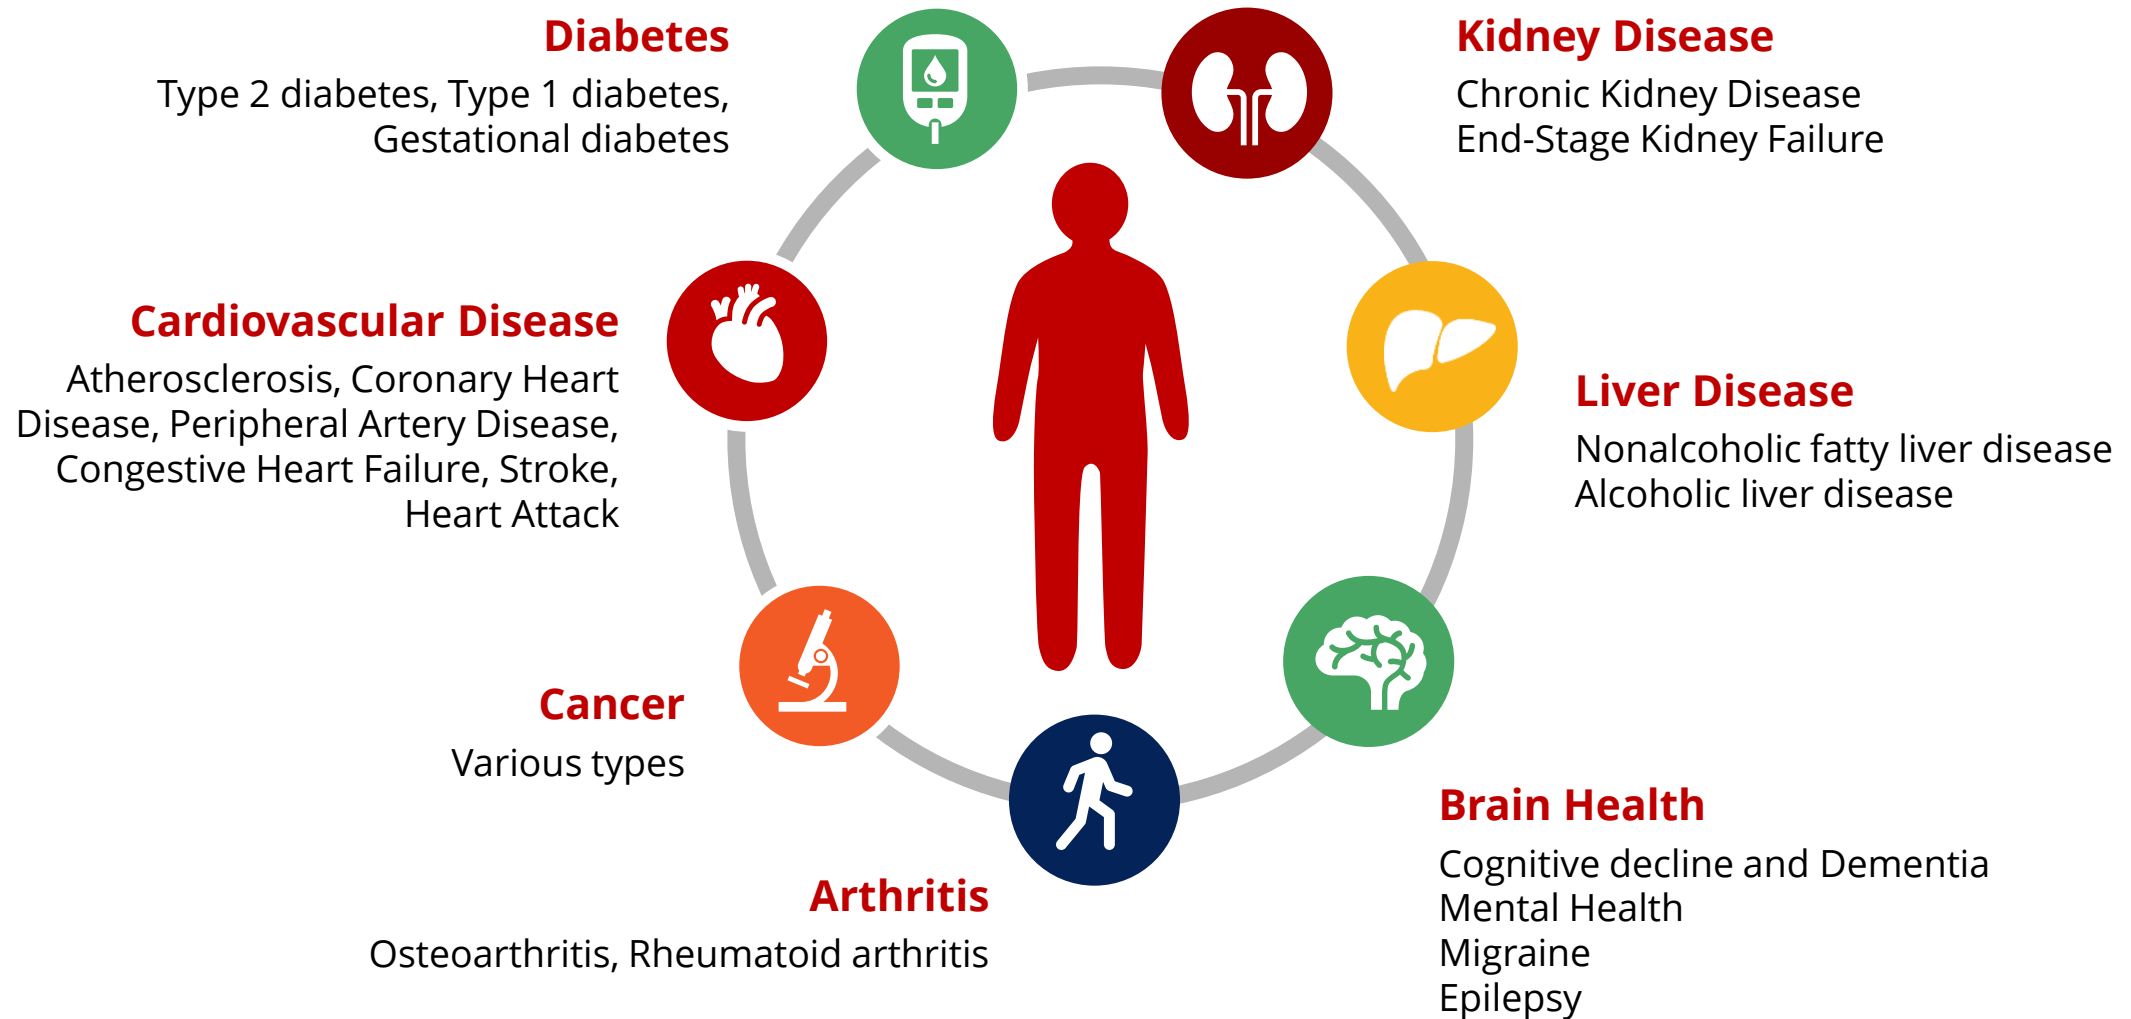 Diabetes
Type 2 diabetes, Type 1 diabetes,
Gestational diabetes
Kidney Disease
Chronic Kidney Disease
End-Stage Kidney Failure
Cardiovascular Disease
Atherosclerosis, Coronary Heart
Disease, Peripheral Artery Disease,
Congestive Heart Failure, Stroke,
Heart Attack
Liver Disease
Nonalcoholic fatty liver disease
Alcoholic liver disease
Cancer
Various types
Brain Health
Cognitive decline and Dementia
Mental Health
Migraine
Epilepsy
Arthritis
Osteoarthritis, Rheumatoid arthritis